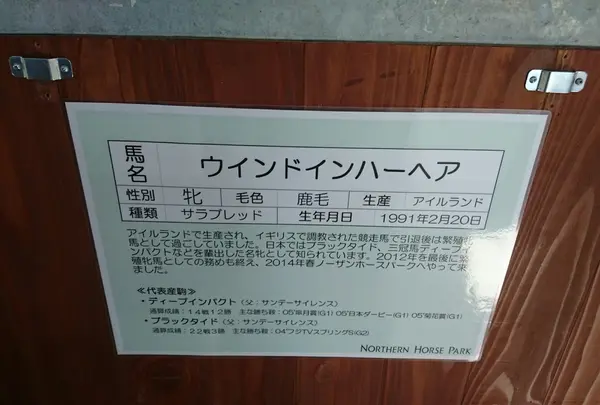 馬名 ウインドインハーヘア
性別 牝 毛色 鹿毛 生産 アイルランド
種類 サラブレッド 生年月日 1991年2月20日
アイルランドで生産され、イギリスで調教された競走馬で引退後は繁殖牝
馬として過ごしていました。日本ではブラックタイド、三冠馬ディープイ
ンパクトなどを輩出した名牝として知られています。2012年を最後に繁
殖牝馬としての務めも終え、2014年春ノーザンホースパークへやって来
ました。
≪代表産駒≫
・ディープインパクト（父：サンデーサイレンス）
通算成績：14戦12勝 主な勝ち数：05'皐月賞(G1) 05'日本ダービー(G1) 05'菊花賞(G1)
・ブラックタイド（父：サンデーサイレンス）
通算成績：22戦3勝 主な勝ち数：04'フジTVスプリングS(G2)
NORTHERN HORSE PARK